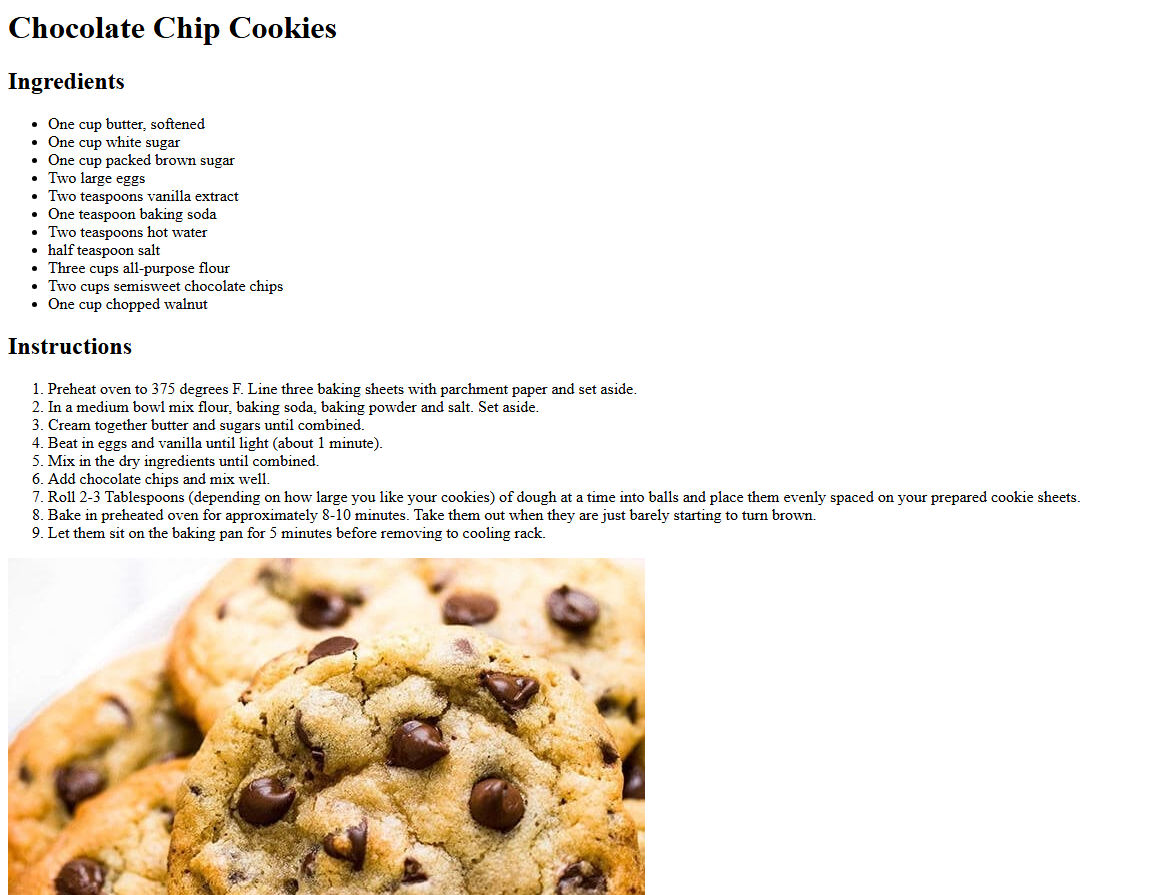 Chocolate Chip Cookies
Ingredients
• One cup butter, softened
• One cup white sugar
• One cup packed brown sugar
• Two large eggs
• Two teaspoons vanilla extract
• One teaspoon baking soda
• Two teaspoons hot water
• half teaspoon salt
• Three cups all-purpose flour
• Two cups semisweet chocolate chips
• One cup chopped walnut
Instructions
1. Preheat oven to 375 degrees F. Line three baking sheets with parchment paper and set aside.
2. In a medium bowl mix flour, baking soda, baking powder and salt. Set aside.
3. Cream together butter and sugars until combined.
4. Beat in eggs and vanilla until light (about 1 minute).
5. Mix in the dry ingredients until combined.
6. Add chocolate chips and mix well.
7. Roll 2-3 Tablespoons (depending on how large you like your cookies) of dough at a time into balls and place them evenly spaced on your prepared cookie sheets.
8. Bake in preheated oven for approximately 8-10 minutes. Take them out when they are just barely starting to turn brown.
9. Let them sit on the baking pan for 5 minutes before removing to cooling rack.